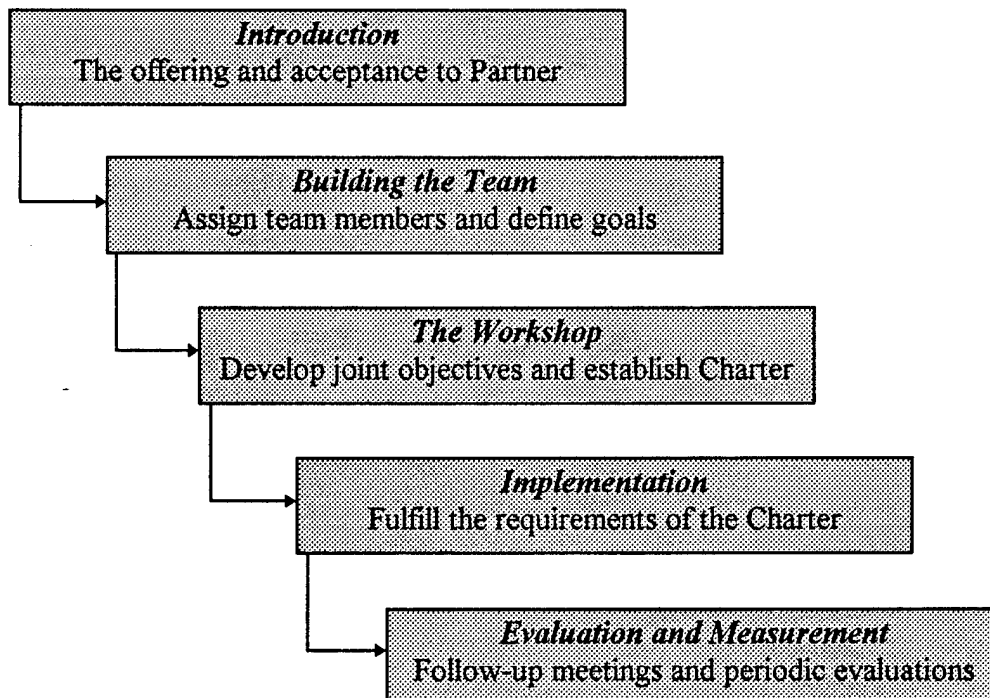 Introduction
The offering and acceptance to Partner
Building the Team
Assign team members and define goals
The Workshop
Develop joint objectives and establish Charter
Implementation
Fulfill the requirements of the Charter
Evaluation and Measurement
Follow-up meetings and periodic evaluations